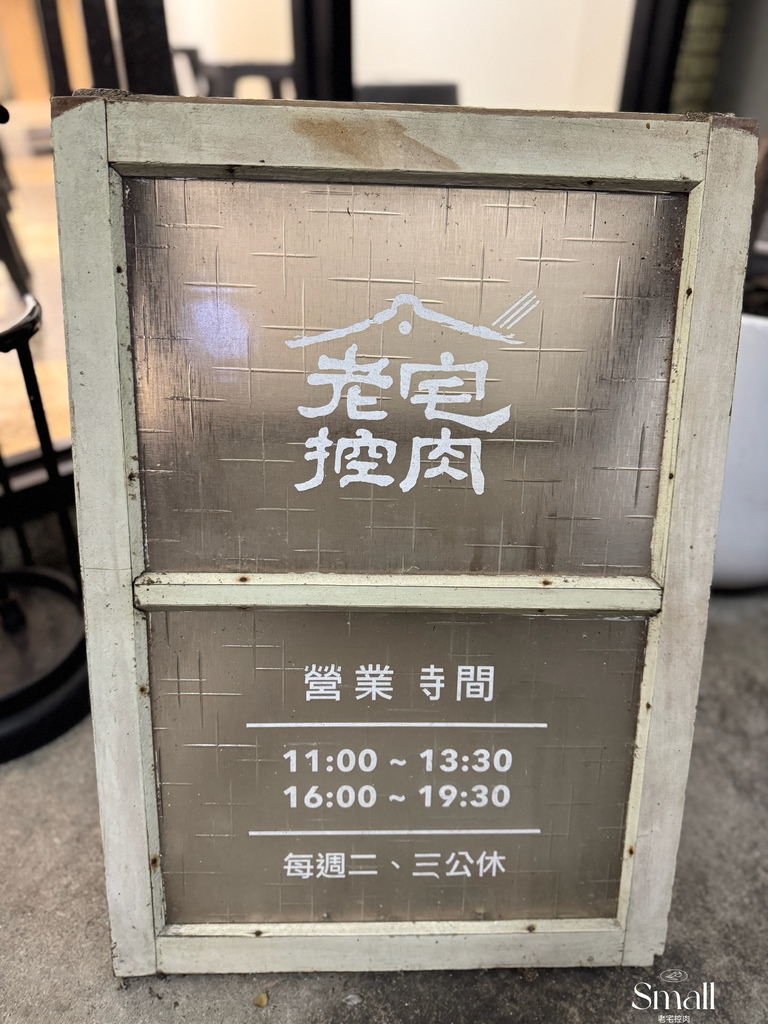 老宅
控肉
營業 寺間
11:00 ~ 13:30
16:00 ~ 19:30
每週二、三公休
Small
老宅控肉